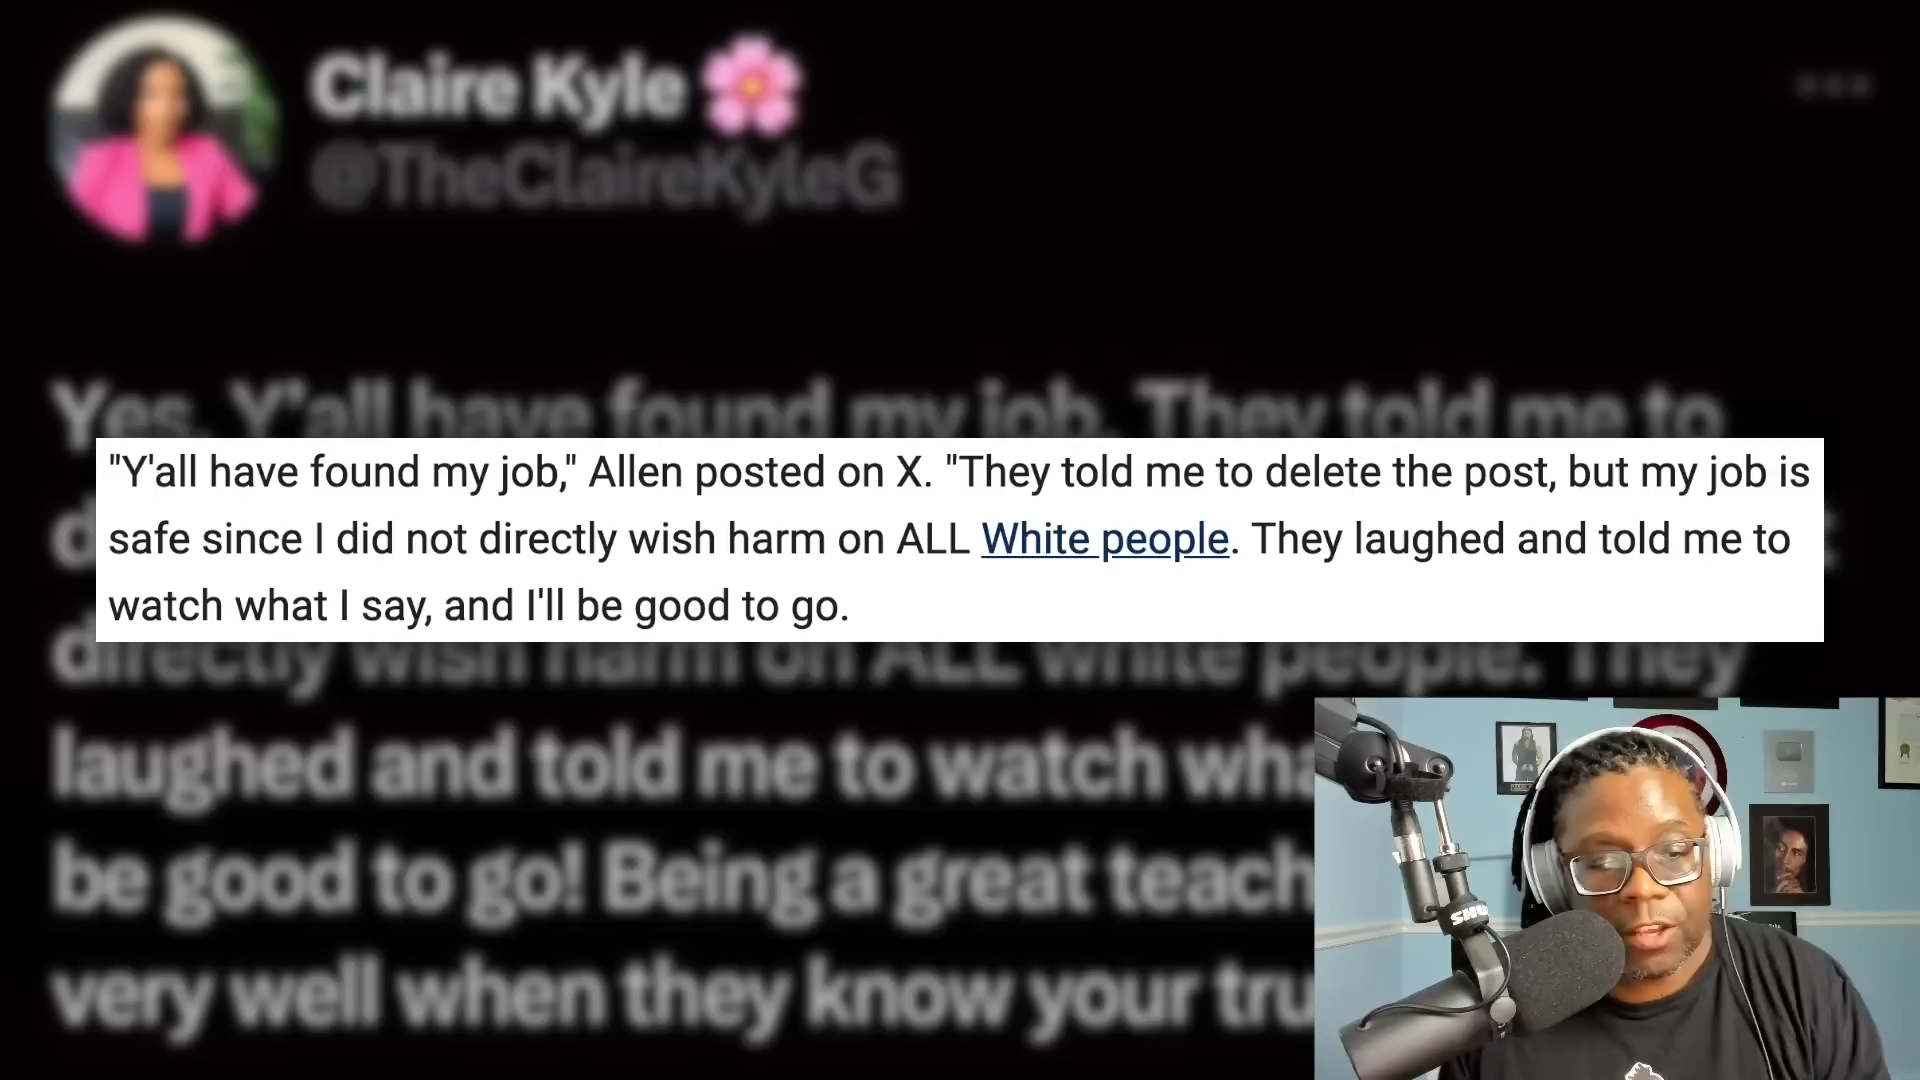 Claire Kyle 🌸
@TheClaireKyleG
Yes. Y'all have found my job. They told me to
"Y'all have found my job," Allen posted on X. "They told me to delete the post, but my job is
safe since I did not directly wish harm on ALL White people. They laughed and told me to
watch what I say, and I'll be good to go.
directly wish harm on ALL white people. They
laughed and told me to watch wha
be good to go! Being a great teach
very well when they know your tru
SHU